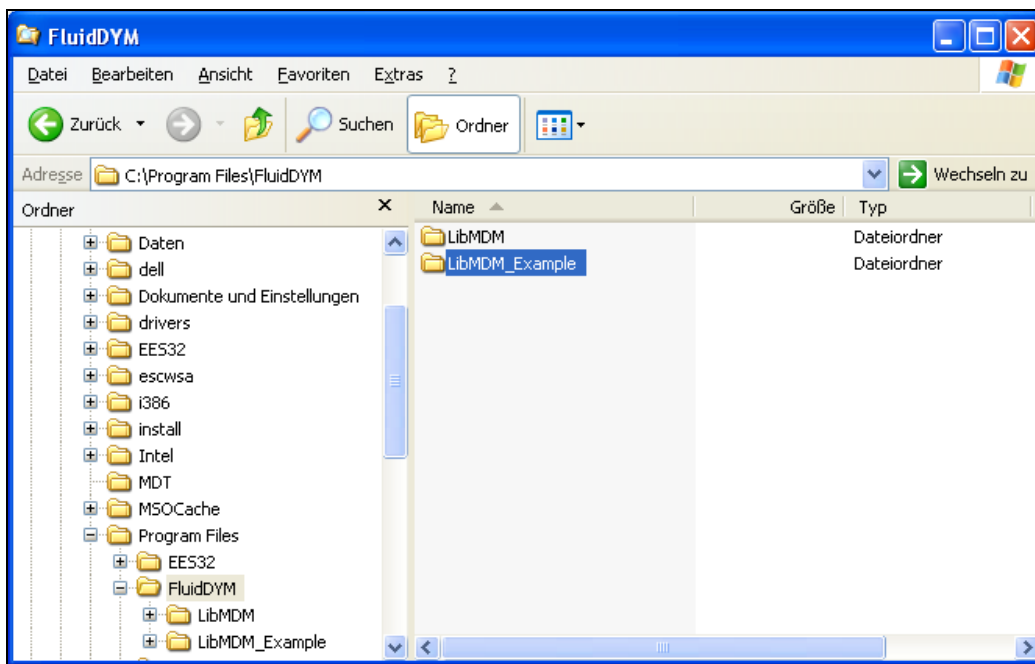 FluidDYM
Datei Bearbeiten Ansicht Favoriten Extras ?
Zurück Suchen Ordner
Adresse C:\Program Files\FluidDYM Wechseln zu
Ordner
Daten
dell
Dokumente und Einstellungen
drivers
EES32
escwsa
i386
install
Intel
MDT
MSOCache
Program Files
EES32
FluidDYM
LibMDM
LibMDM_Example
Name Größe Typ
LibMDM Dateiordner
LibMDM_Example Dateiordner